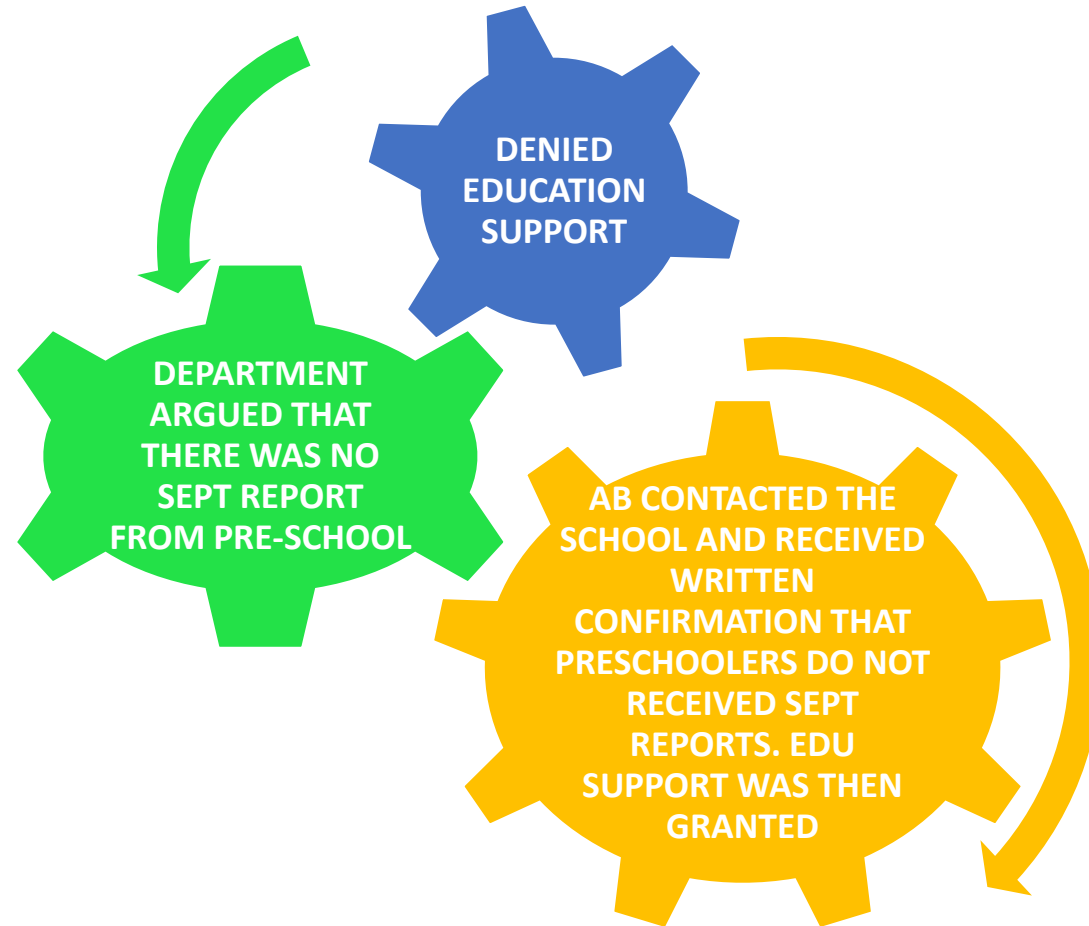 DENIED
EDUCATION
SUPPORT
DEPARTMENT
ARGUED THAT
THERE WAS NO
SEPT REPORT
FROM PRE-SCHOOL
AB CONTACTED THE
SCHOOL AND RECEIVED
WRITTEN
CONFIRMATION THAT
PRESCHOOLERS DO NOT
RECEIVED SEPT
REPORTS. EDU
SUPPORT WAS THEN
GRANTED